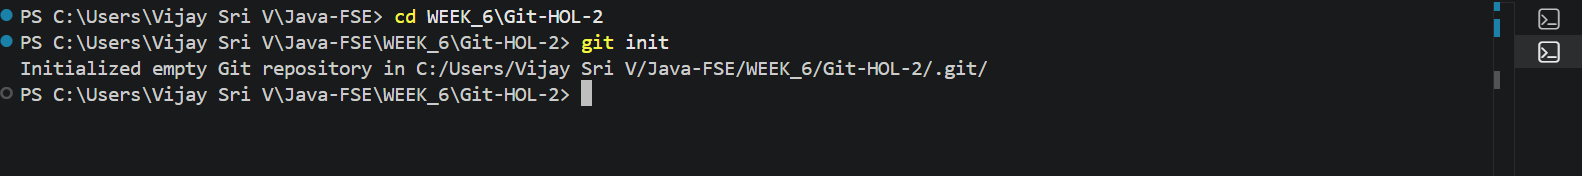 PS C:\Users\Vijay Sri V\Java-FSE> cd WEEK_6\Git-HOL-2
PS C:\Users\Vijay Sri V\Java-FSE\WEEK_6\Git-HOL-2> git init
Initialized empty Git repository in C:/Users/Vijay Sri V/Java-FSE/WEEK_6/Git-HOL-2/.git/
PS C:\Users\Vijay Sri V\Java-FSE\WEEK_6\Git-HOL-2>